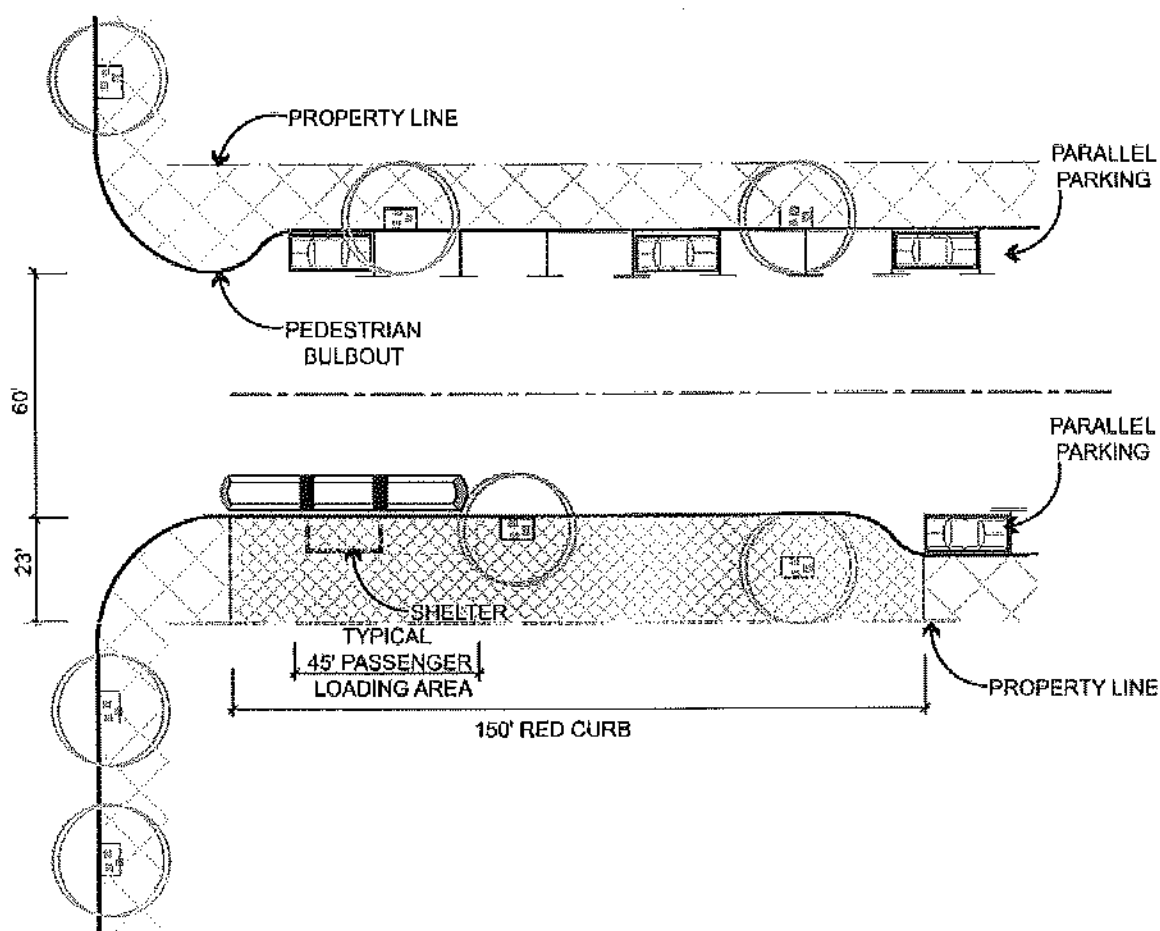 PROPERTY LINE
PARALLEL
PARKING
PEDESTRIAN
BULBOUT
60'
PARALLEL
PARKING
23'
SHELTER
TYPICAL
45' PASSENGER
LOADING AREA
PROPERTY LINE
150' RED CURB